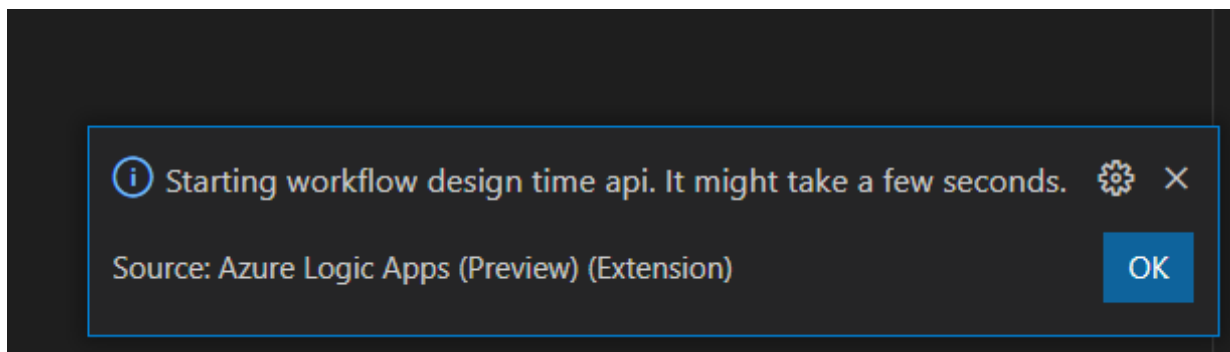 Starting workflow design time api. It might take a few seconds.
Source: Azure Logic Apps (Preview) (Extension)
OK